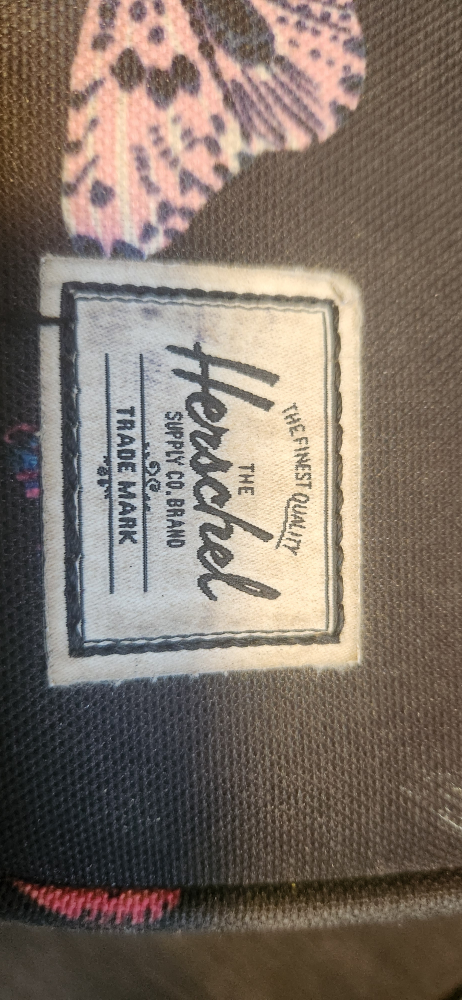 THE FINEST QUALITY
THE
Herschel
SUPPLY CO. BRAND
TRADE MARK